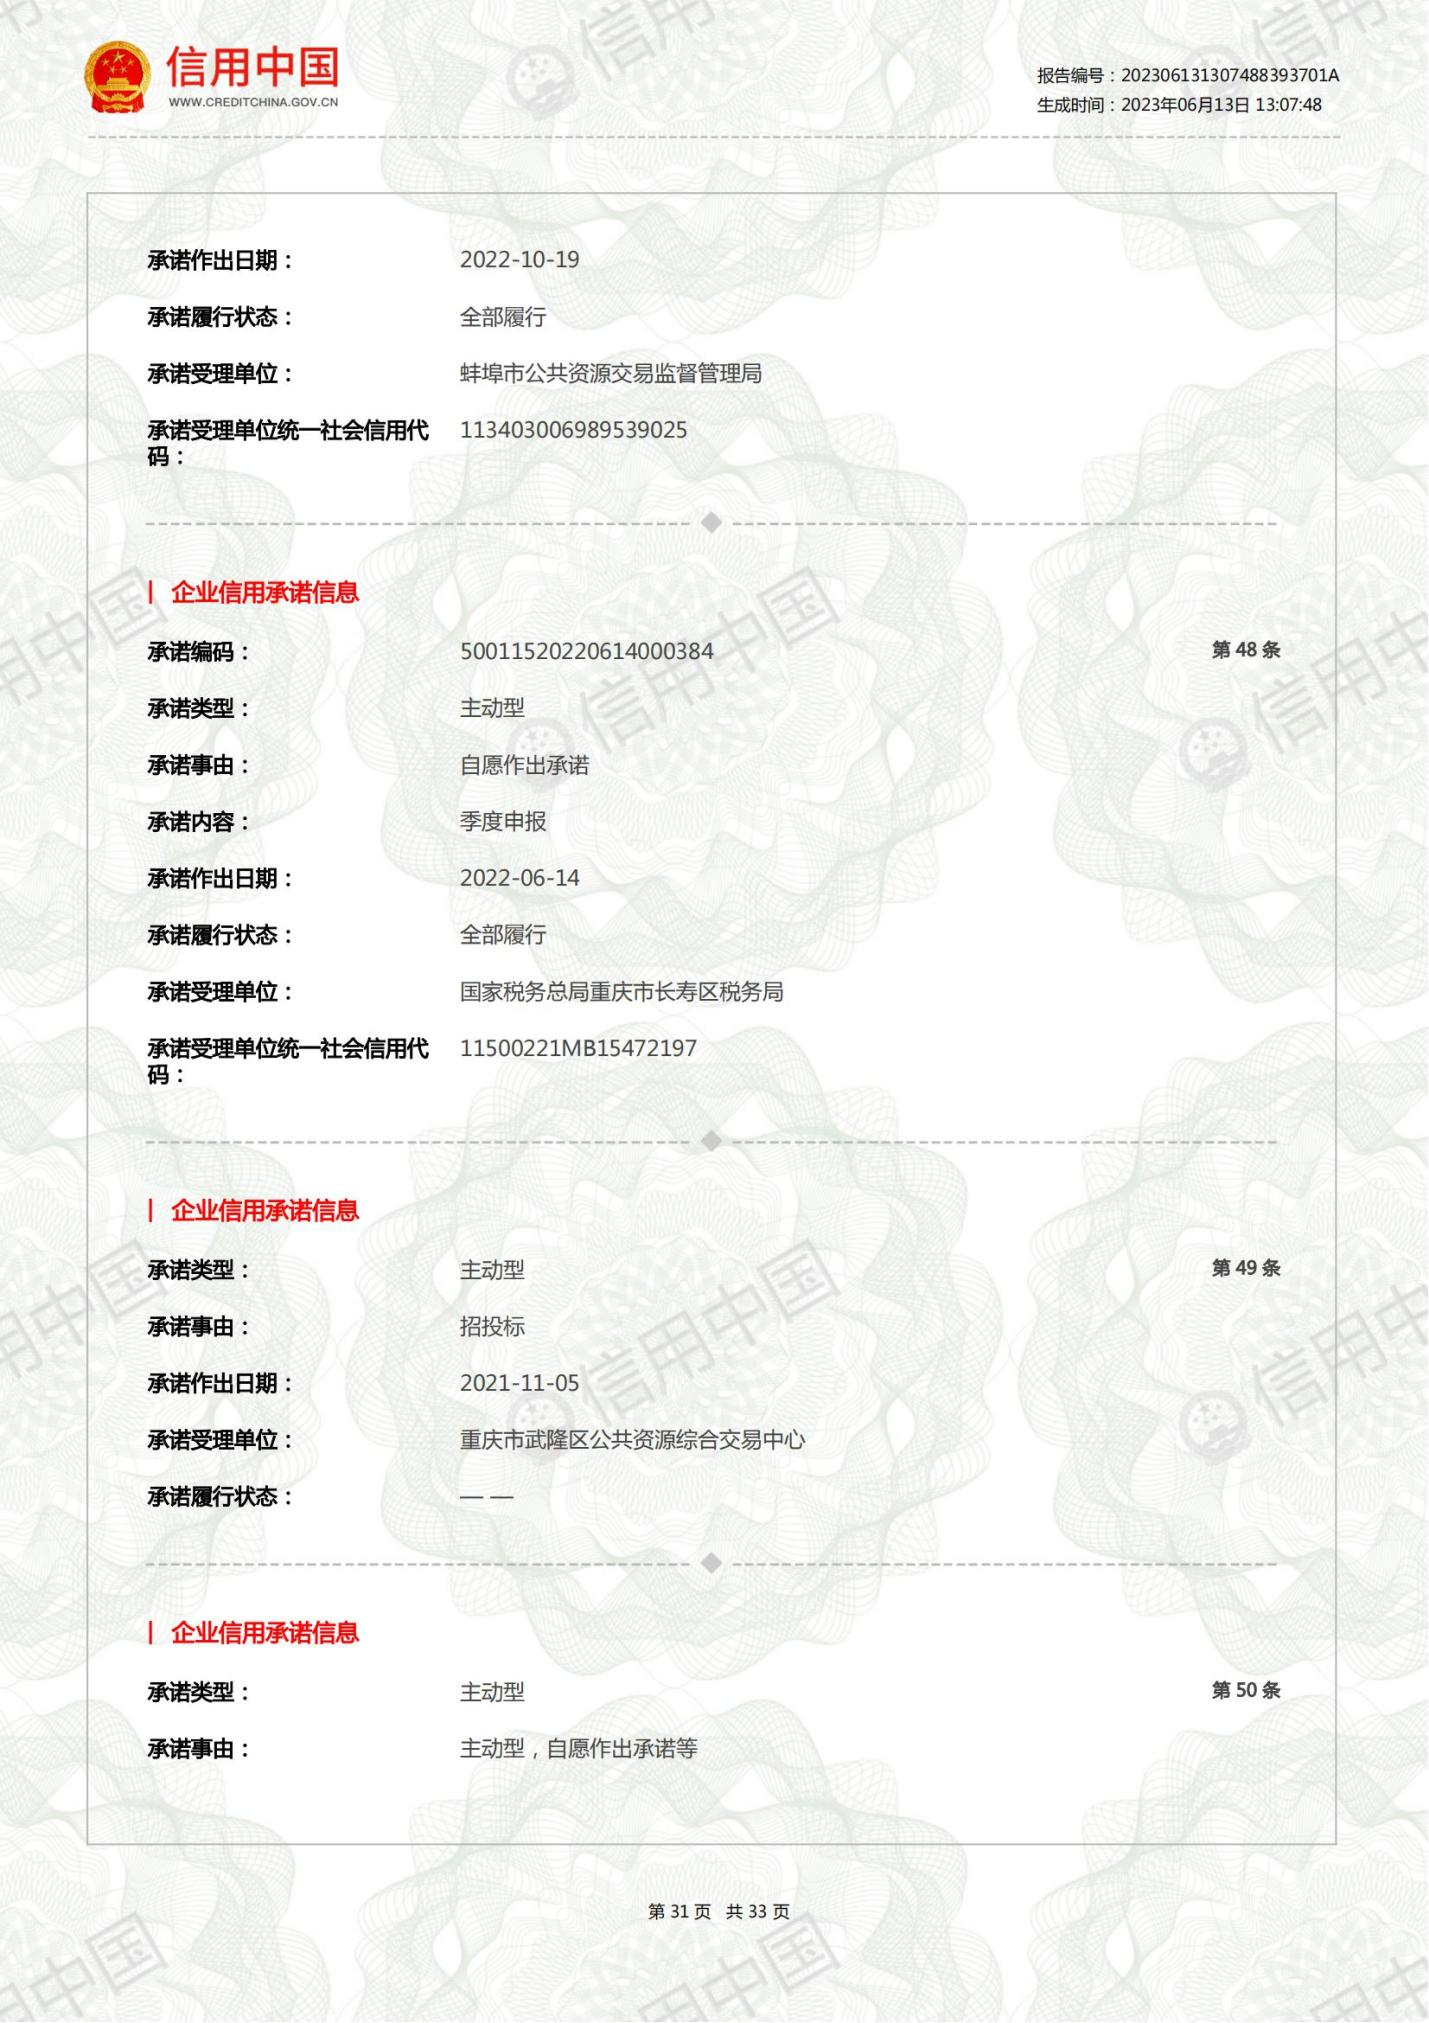 信用中国
WWW.CREDITCHINA.GOV.CN
报告编号：202306131307488393701A
生成时间：2023年06月13日 13:07:48
承诺作出日期： 2022-10-19
承诺履行状态： 全部履行
承诺受理单位： 蚌埠市公共资源交易监督管理局
承诺受理单位统一社会信用代 113403006989539025
码：
企业信用承诺信息
承诺编码： 50011520220614000384 第 48 条
承诺类型： 主动型
承诺事由： 自愿作出承诺
承诺内容： 季度申报
承诺作出日期： 2022-06-14
承诺履行状态： 全部履行
承诺受理单位： 国家税务总局重庆市长寿区税务局
承诺受理单位统一社会信用代 11500221MB15472197
码：
企业信用承诺信息
承诺类型： 主动型 第 49 条
承诺事由： 招投标
承诺作出日期： 2021-11-05
承诺受理单位： 重庆市武隆区公共资源综合交易中心
承诺履行状态： — —
企业信用承诺信息
承诺类型： 主动型 第 50 条
承诺事由： 主动型，自愿作出承诺等
第 31 页 共 33 页